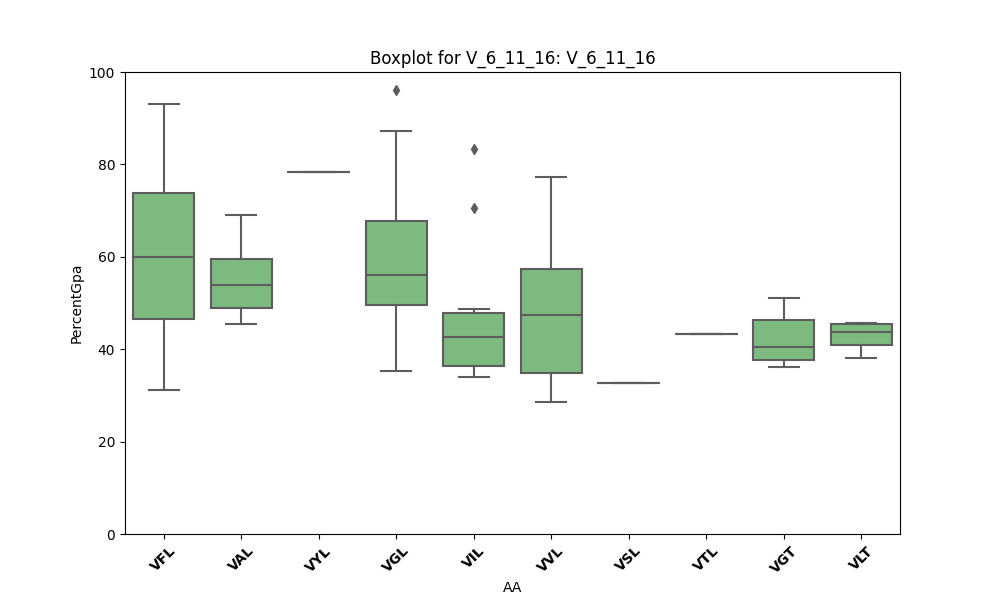 Boxplot for V_6_11_16: V_6_11_16
100
80
60
40
20
0
PercentGpa
VFL VAL VYL VGL VIL VVL VSL VTL VGT VLT
AA